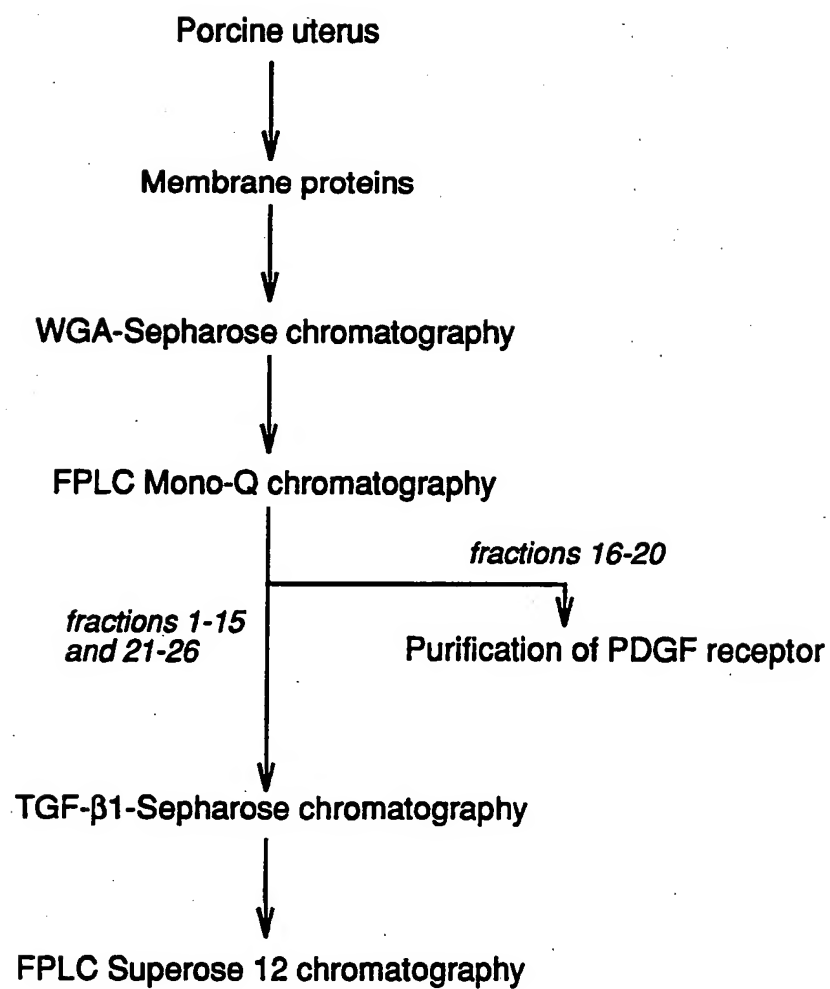 Porcine uterus
Membrane proteins
WGA-Sepharose chromatography
FPLC Mono-Q chromatography
fractions 16-20
fractions 1-15
and 21-26
Purification of PDGF receptor
TGF-β1-Sepharose chromatography
FPLC Superose 12 chromatography